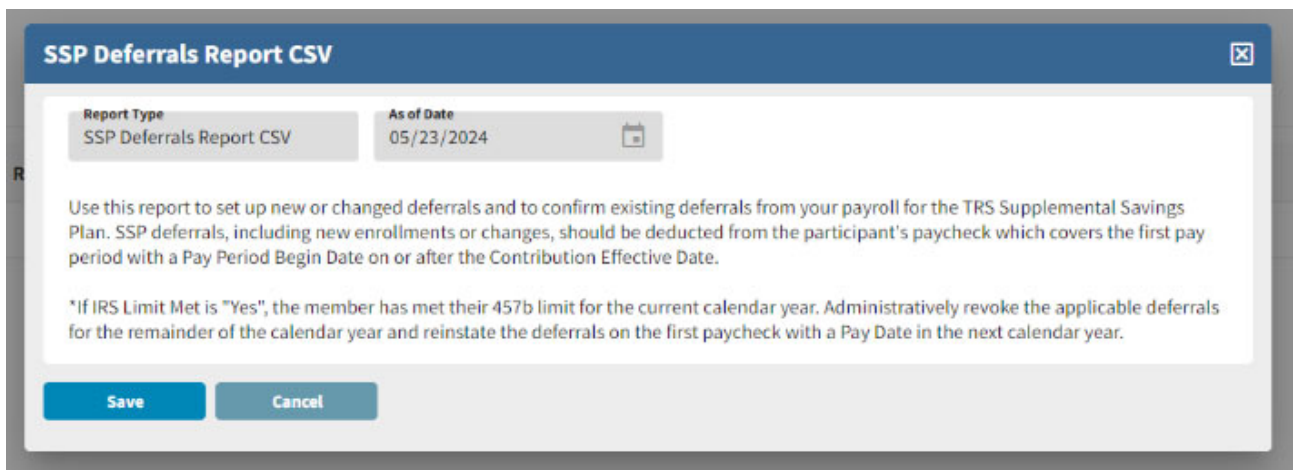 SSP Deferrals Report CSV
Report Type
SSP Deferrals Report CSV
As of Date
05/23/2024
R
Use this report to set up new or changed deferrals and to confirm existing deferrals from your payroll for the TRS Supplemental Savings
Plan. SSP deferrals, including new enrollments or changes, should be deducted from the participant's paycheck which covers the first pay
period with a Pay Period Begin Date on or after the Contribution Effective Date.
*If IRS Limit Met is "Yes", the member has met their 457b limit for the current calendar year. Administratively revoke the applicable deferrals
for the remainder of the calendar year and reinstate the deferrals on the first paycheck with a Pay Date in the next calendar year.
Save
Cancel